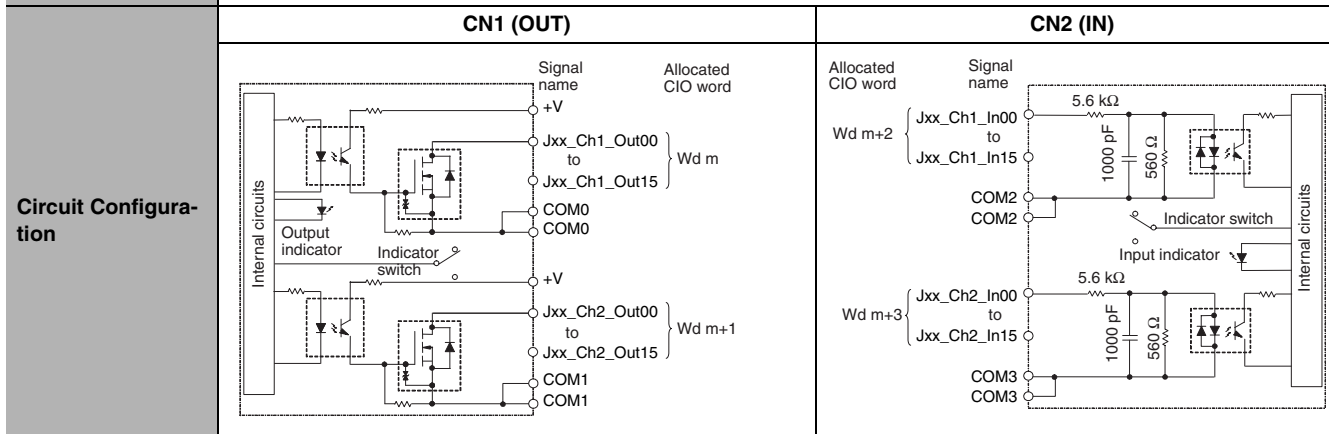 CN1 (OUT)
CN2 (IN)
Circuit Configura-
tion
Internal circuits
Signal
name
Allocated
CIO word
+V
Jxx_Ch1_Out00
to
Jxx_Ch1_Out15
Wd m
COM0
COM0
Output
indicator
Indicator
switch
+V
Jxx_Ch2_Out00
to
Jxx_Ch2_Out15
Wd m+1
COM1
COM1
Allocated
CIO word
Signal
name
Wd m+2
Jxx_Ch1_In00
to
Jxx_Ch1_In15
5.6 kΩ
1000 pF
560 Ω
COM2
COM2
Indicator switch
Input indicator
Internal circuits
Wd m+3
Jxx_Ch2_In00
to
Jxx_Ch2_In15
5.6 kΩ
1000 pF
560 Ω
COM3
COM3